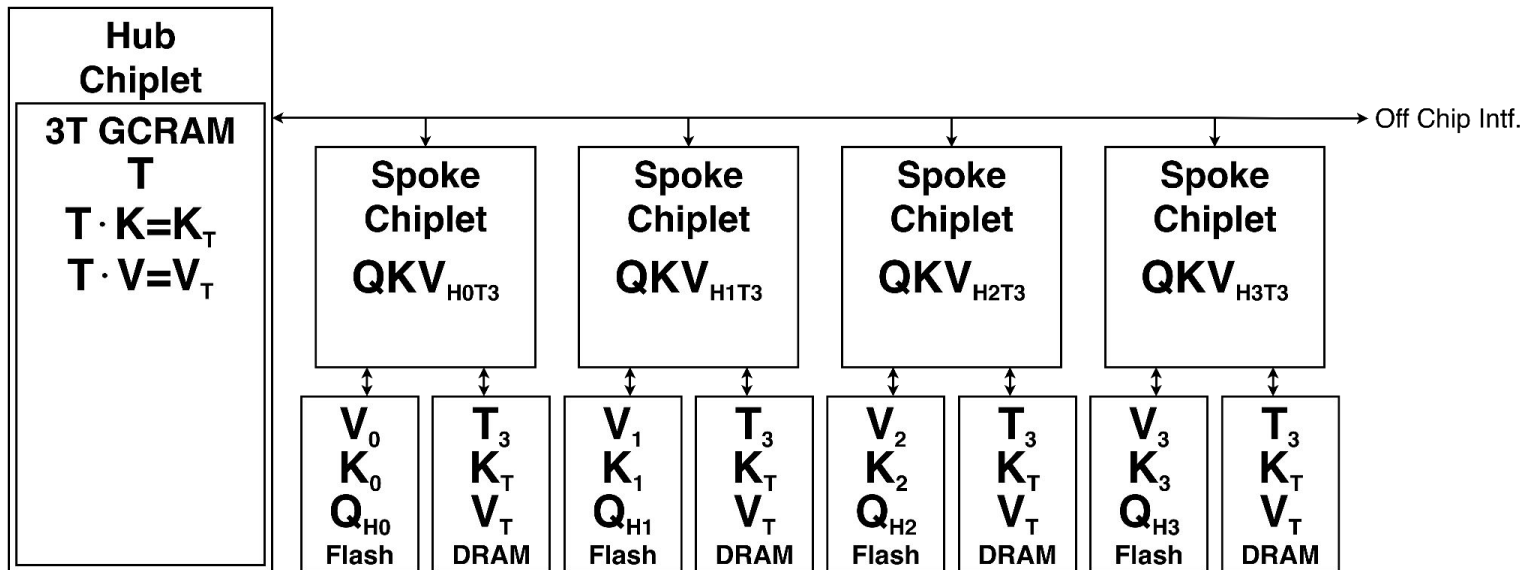 Hub
Chiplet
3T GCRAM
T
T · K=K_T
T · V=V_T
Off Chip Intf.
Spoke
Chiplet
QKV_H0T3
Spoke
Chiplet
QKV_H1T3
Spoke
Chiplet
QKV_H2T3
Spoke
Chiplet
QKV_H3T3
V_0
K_0
Q_H0
Flash
T_3
K_T
V_T
DRAM
V_1
K_1
Q_H1
Flash
T_3
K_T
V_T
DRAM
V_2
K_2
Q_H2
Flash
T_3
K_T
V_T
DRAM
V_3
K_3
Q_H3
Flash
T_3
K_T
V_T
DRAM